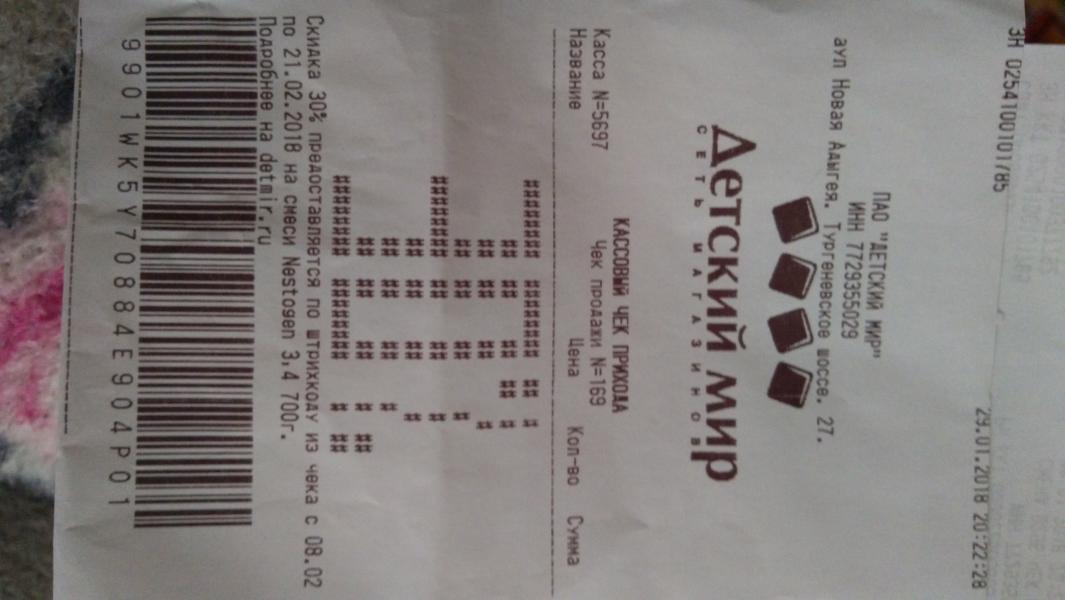 ЗН 0254100101785 29.01.2018 20:22:28
ПАО "ДЕТСКИЙ МИР"
ИНН 7729355029
аул Новая Адыгея, Тургеневское шоссе, 27.
Детский мир
СЕТЬ МАГАЗИНОВ
КАССОВЫЙ ЧЕК ПРИХОДА
Касса N=5697 Чек продажи N=169
Название Цена Кол-во Сумма
30%
Скидка 30% предоставляется по штрихкоду из чека с 08.02
по 21.02.2018 на смеси Nestogen 3,4 700г.
Подробнее на detmir.ru
9901WK5Y70884E904P01